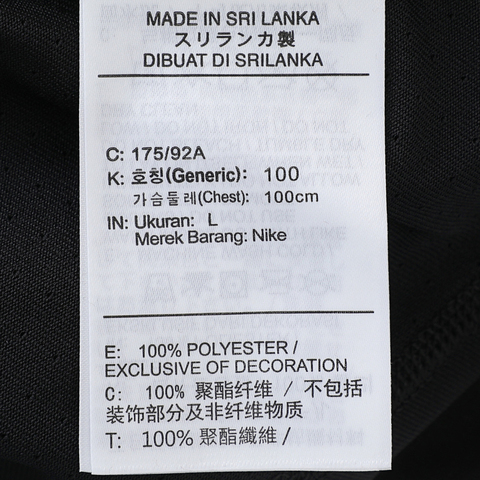 MADE IN SRI LANKA
スリランカ製
DIBUAT DI SRILANKA
C: 175/92A
K: 호칭(Generic): 100
가슴둘레(Chest): 100cm
IN: Ukuran: L
Merek Barang: Nike
E: 100% POLYESTER /
EXCLUSIVE OF DECORATION
C: 100% 聚酯纤维 / 不包括
装饰部分及非纤维物质
T: 100% 聚酯纖維 /